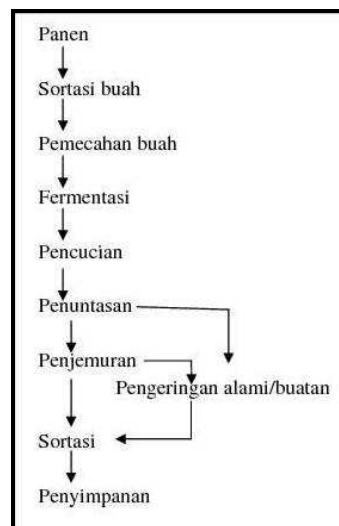 Panen
Sortasi buah
Pemecahan buah
Fermentasi
Pencucian
Penuntasan
Penjemuran
Pengeringan alami/buatan
Sortasi
Penyimpanan